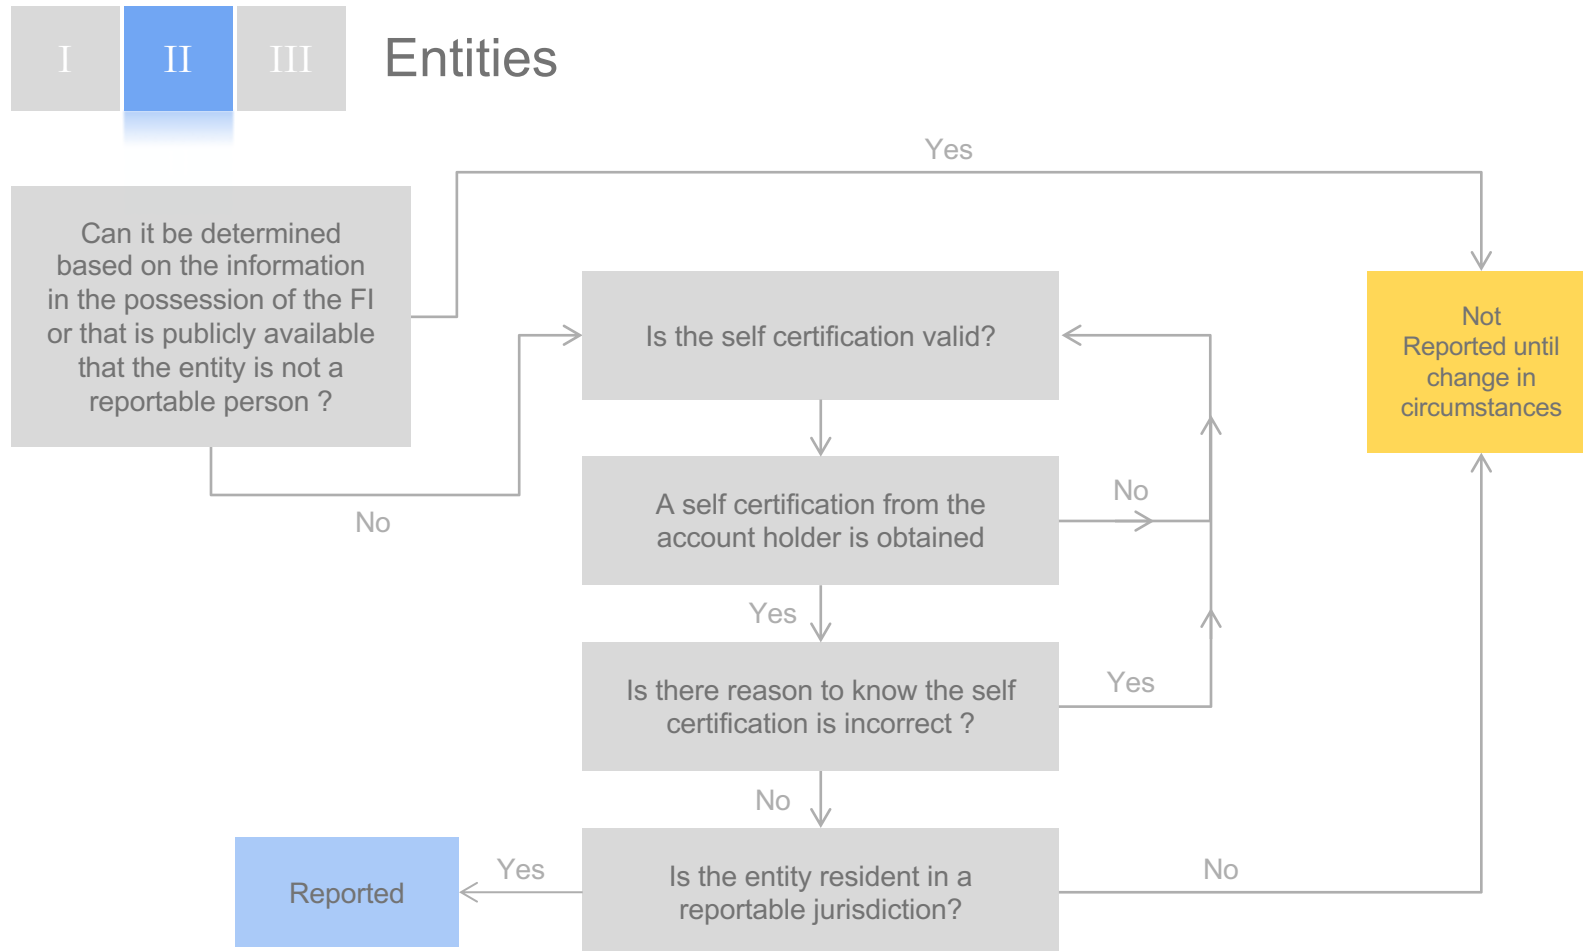 I
II
III
Entities
Yes
Can it be determined
based on the information
in the possession of the FI
or that is publicly available
that the entity is not a
reportable person ?
No
Is the self certification valid?
Not
Reported until
change in
circumstances
A self certification from the
account holder is obtained
No
Yes
Is there reason to know the self
certification is incorrect ?
Yes
No
Is the entity resident in a
reportable jurisdiction?
Yes
Reported
No